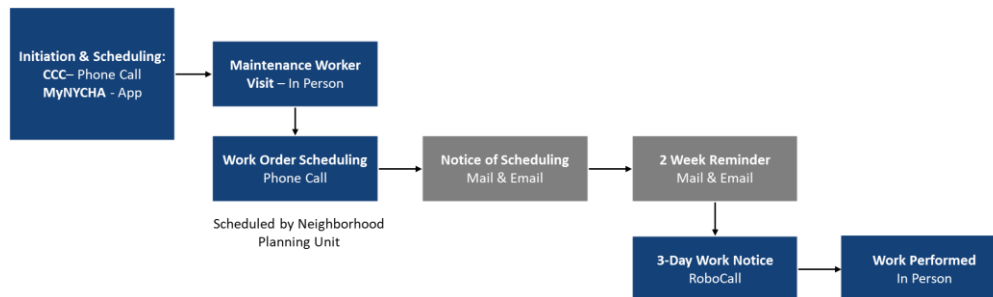 Initiation & Scheduling:
CCC– Phone Call
MyNYCHA - App
Maintenance Worker
Visit – In Person
Work Order Scheduling
Phone Call
Scheduled by Neighborhood
Planning Unit
Notice of Scheduling
Mail & Email
2 Week Reminder
Mail & Email
3-Day Work Notice
RoboCall
Work Performed
In Person